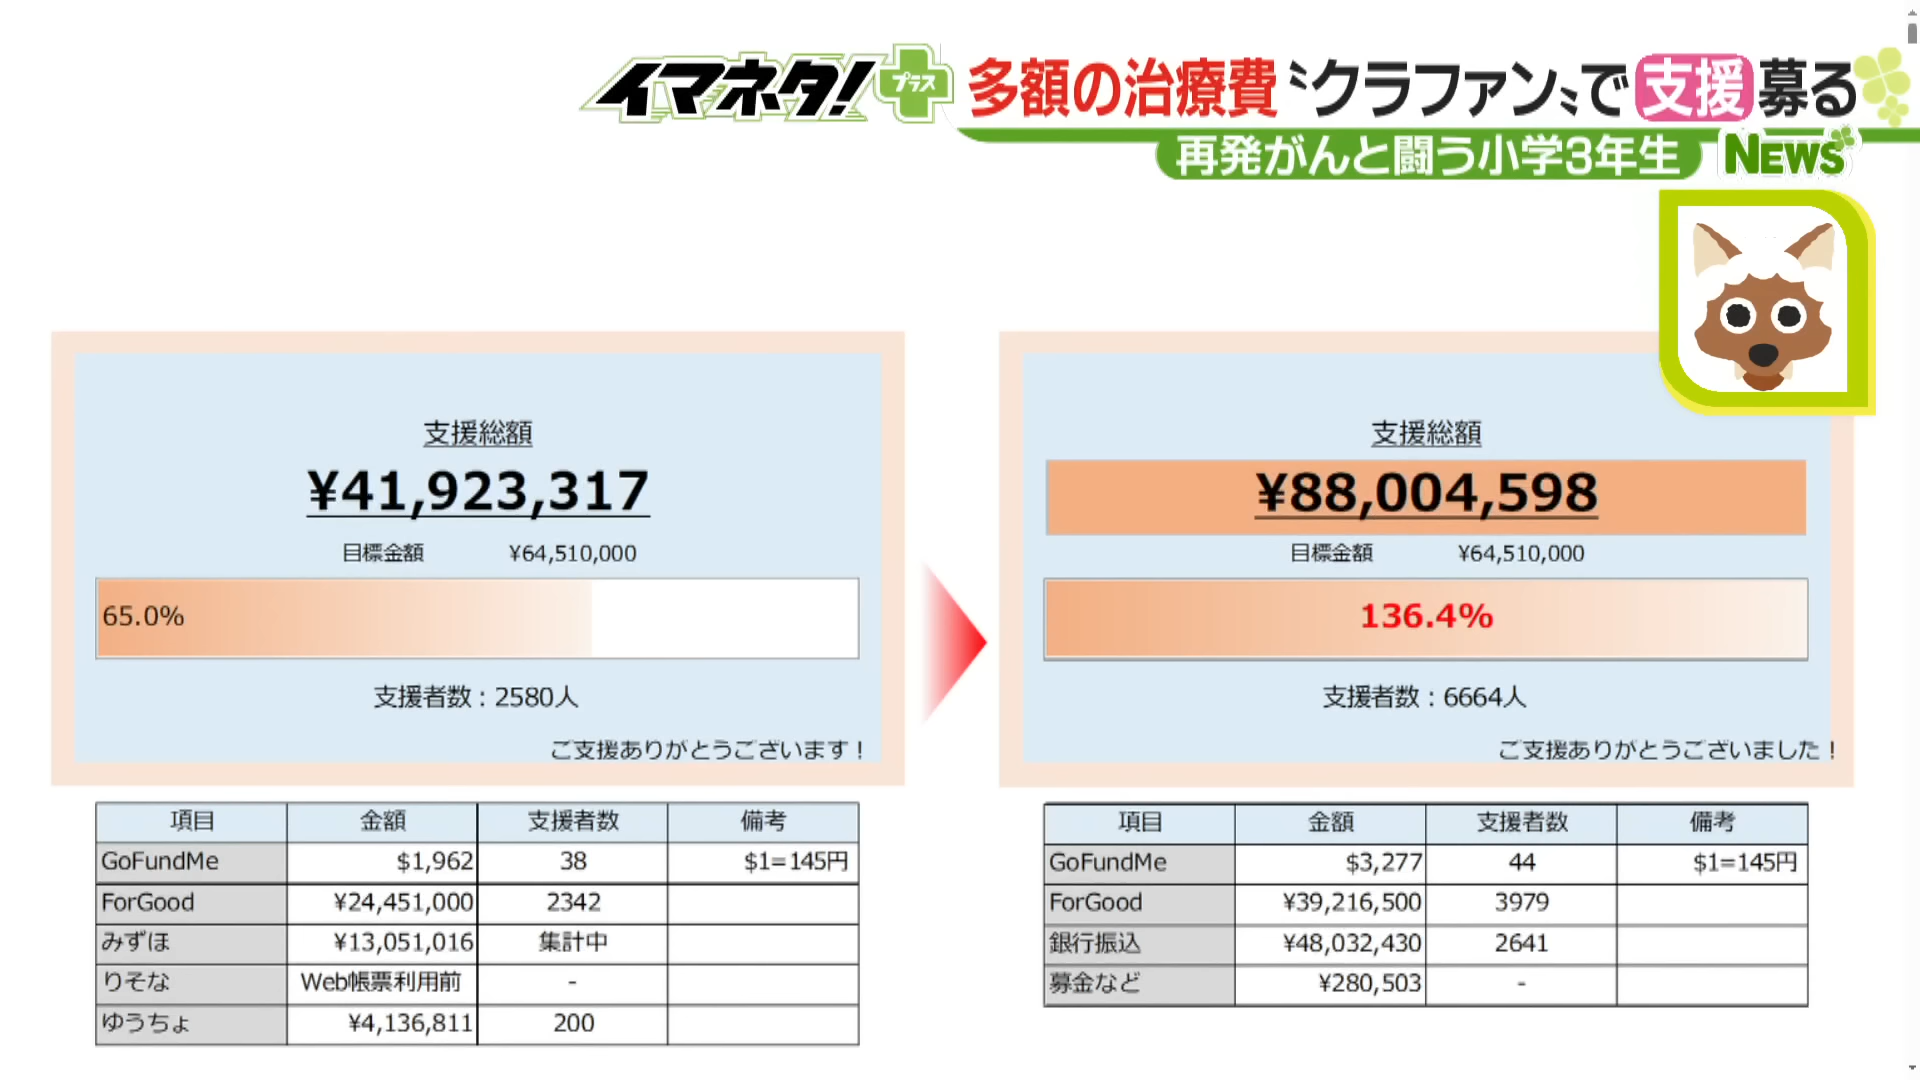 イマネタ!プラス
多額の治療費〝クラファン〟で支援募る
再発がんと闘う小学3年生
NEWS
支援総額
¥41,923,317
目標金額 ¥64,510,000
65.0%
支援者数：2580人
ご支援ありがとうございます！
項目 金額 支援者数 備考
GoFundMe $1,962 38 $1=145円
ForGood ¥24,451,000 2342
みずほ ¥13,051,016 集計中
りそな Web帳票利用前 -
ゆうちょ ¥4,136,811 200
支援総額
¥88,004,598
目標金額 ¥64,510,000
136.4%
支援者数：6664人
ご支援ありがとうございました！
項目 金額 支援者数 備考
GoFundMe $3,277 44 $1=145円
ForGood ¥39,216,500 3979
銀行振込 ¥48,032,430 2641
募金など ¥280,503 -